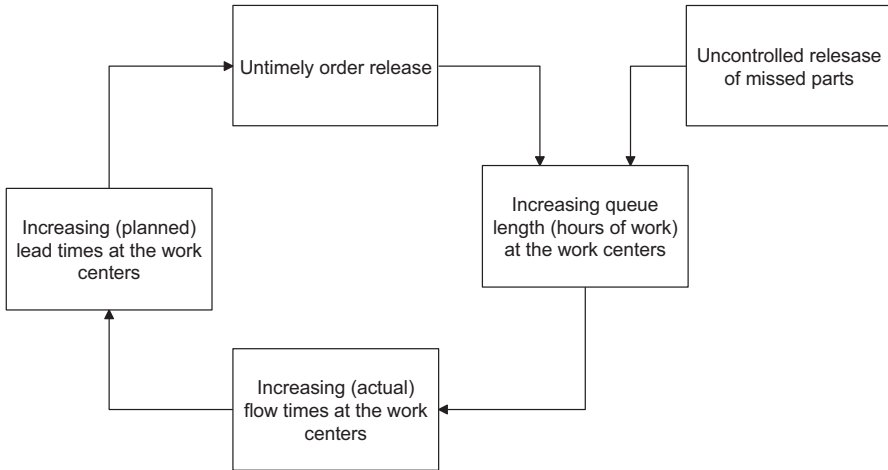 Untimely order release
Uncontrolled relesase
of missed parts
Increasing (planned)
lead times at the work
centers
Increasing queue
length (hours of work)
at the work centers
Increasing (actual)
flow times at the work
centers